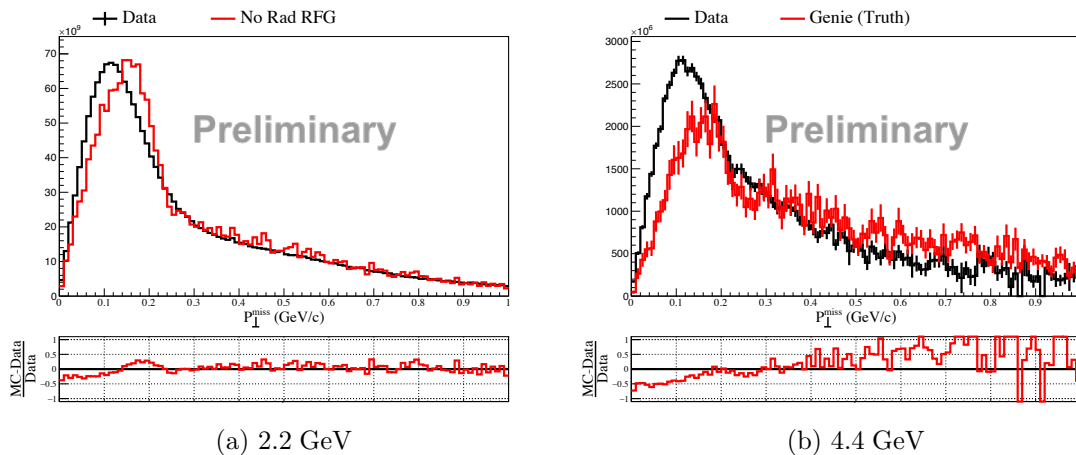 Data No Rad RFG
×10⁹
70
60
50
40
30
20
10
0
Preliminary
0 0.1 0.2 0.3 0.4 0.5 0.6 0.7 0.8 0.9 1
P⊥^miss (GeV/c)
MC-Data
Data
1
0.5
0
−0.5
−1
(a) 2.2 GeV
Data Genie (Truth)
×10⁶
3000
2500
2000
1500
1000
500
0
Preliminary
0 0.1 0.2 0.3 0.4 0.5 0.6 0.7 0.8 0.9
P⊥^miss (GeV/c)
MC-Data
Data
1
0.5
0
−0.5
−1
(b) 4.4 GeV